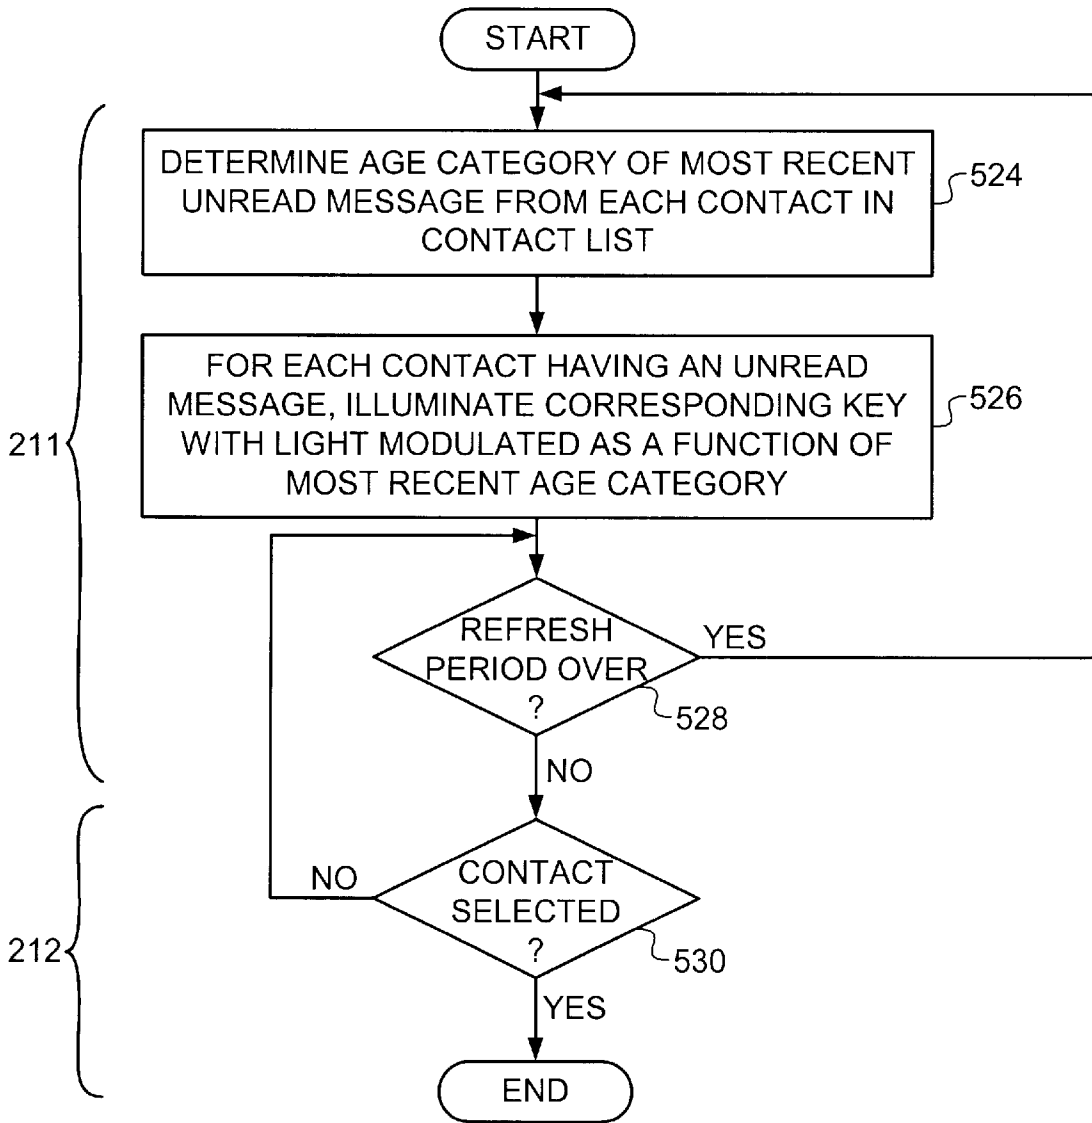 START
DETERMINE AGE CATEGORY OF MOST RECENT
UNREAD MESSAGE FROM EACH CONTACT IN
CONTACT LIST
524
FOR EACH CONTACT HAVING AN UNREAD
MESSAGE, ILLUMINATE CORRESPONDING KEY
WITH LIGHT MODULATED AS A FUNCTION OF
MOST RECENT AGE CATEGORY
526
211
REFRESH
PERIOD OVER
?
YES
528
NO
CONTACT
SELECTED
?
NO
530
212
YES
END